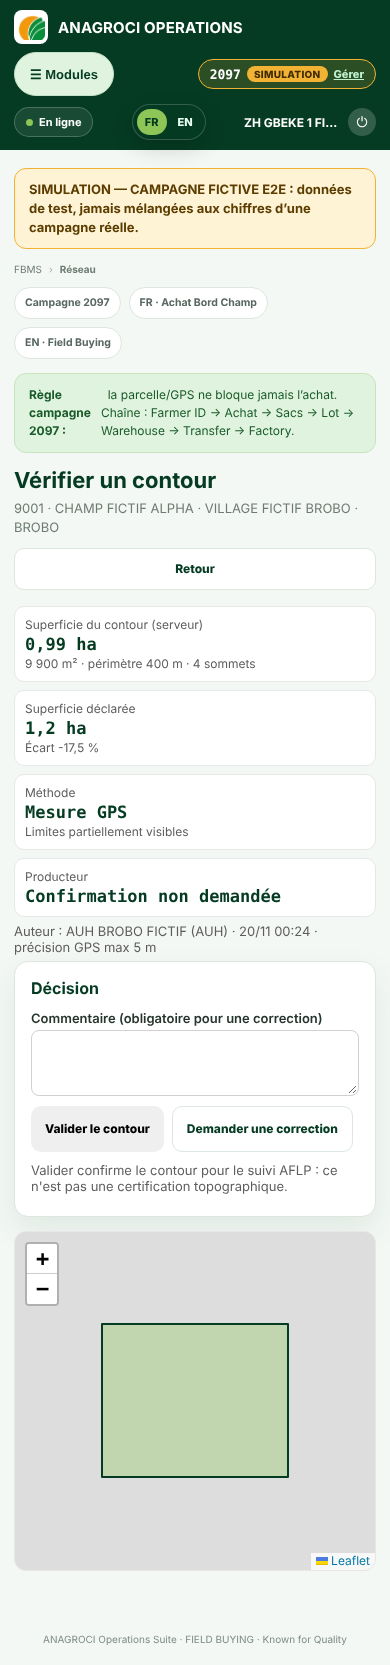 ANAGROCI OPERATIONS
☰ Modules
2097 SIMULATION Gérer
En ligne
FR EN
ZH GBEKE 1 FI...
SIMULATION — CAMPAGNE FICTIVE E2E : données
de test, jamais mélangées aux chiffres d’une
campagne réelle.
FBMS › Réseau
Campagne 2097
FR · Achat Bord Champ
EN · Field Buying
Règle campagne 2097 :
la parcelle/GPS ne bloque jamais l’achat.
Chaîne : Farmer ID → Achat → Sacs → Lot →
Warehouse → Transfer → Factory.
Vérifier un contour
9001 · CHAMP FICTIF ALPHA · VILLAGE FICTIF BROBO ·
BROBO
Retour
Superficie du contour (serveur)
0,99 ha
9 900 m² · périmètre 400 m · 4 sommets
Superficie déclarée
1,2 ha
Écart -17,5 %
Méthode
Mesure GPS
Limites partiellement visibles
Producteur
Confirmation non demandée
Auteur : AUH BROBO FICTIF (AUH) · 20/11 00:24 ·
précision GPS max 5 m
Décision
Commentaire (obligatoire pour une correction)
Valider le contour
Demander une correction
Valider confirme le contour pour le suivi AFLP : ce
n'est pas une certification topographique.
+
−
Leaflet
ANAGROCI Operations Suite · FIELD BUYING · Known for Quality